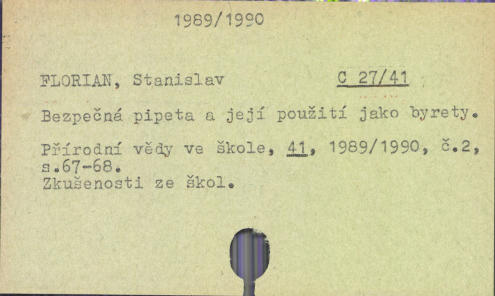 1989/1990
FLORIAN, Stanislav C 27/41
Bezpečná pipeta a její použití jako byrety.
Přírodní vědy ve škole, 41, 1989/1990, č.2,
s.67-68.
Zkušenosti ze škol.